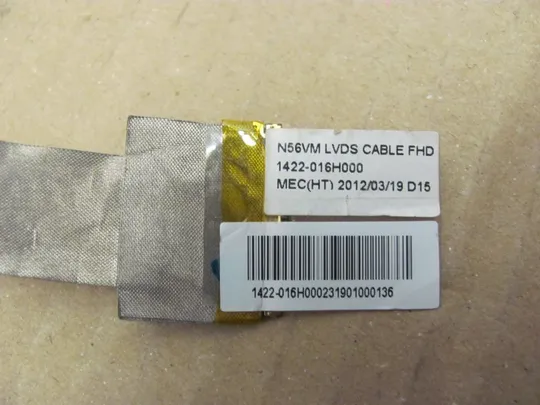 N56VM LVDS CABLE FHD
1422-016H000
MEC(HT) 2012/03/19 D15
1422-016H000231901000136